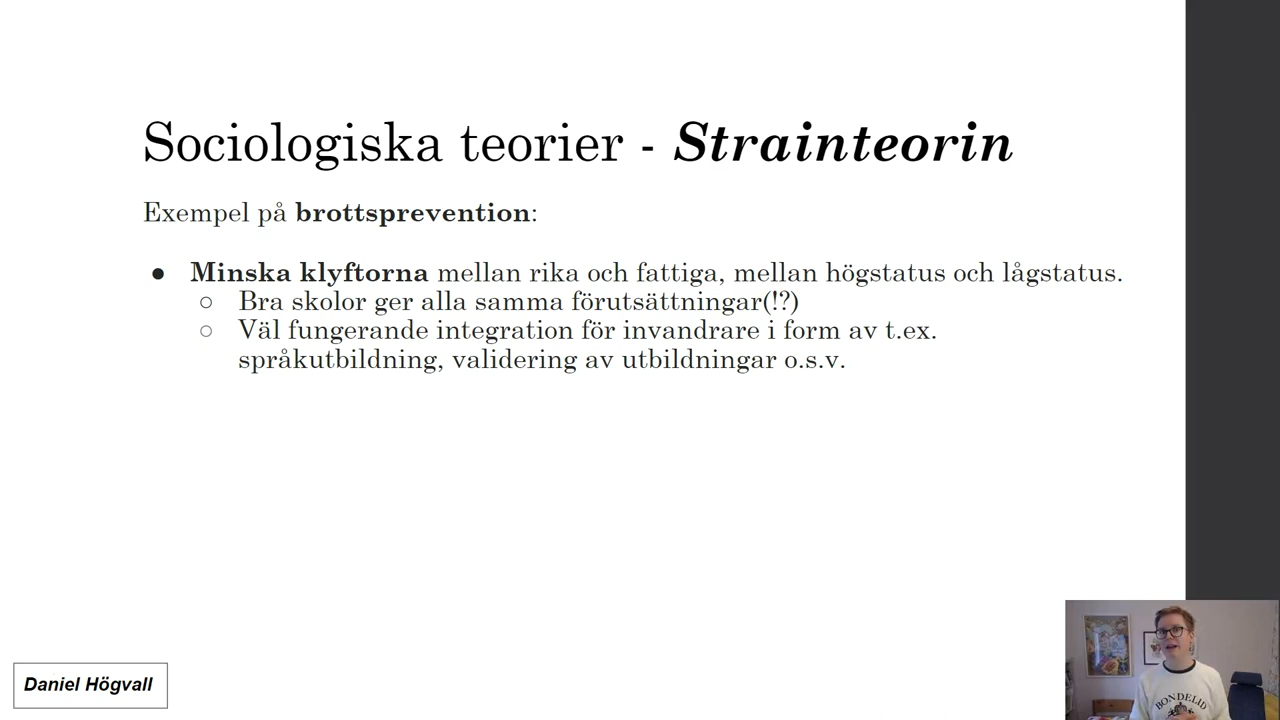 Sociologiska teorier - Strainteorin
Exempel på brottsprevention:
● Minska klyftorna mellan rika och fattiga, mellan högstatus och lågstatus.
○ Bra skolor ger alla samma förutsättningar(!?)
○ Väl fungerande integration för invandrare i form av t.ex.
språkutbildning, validering av utbildningar o.s.v.
Daniel Högvall
BONDELID